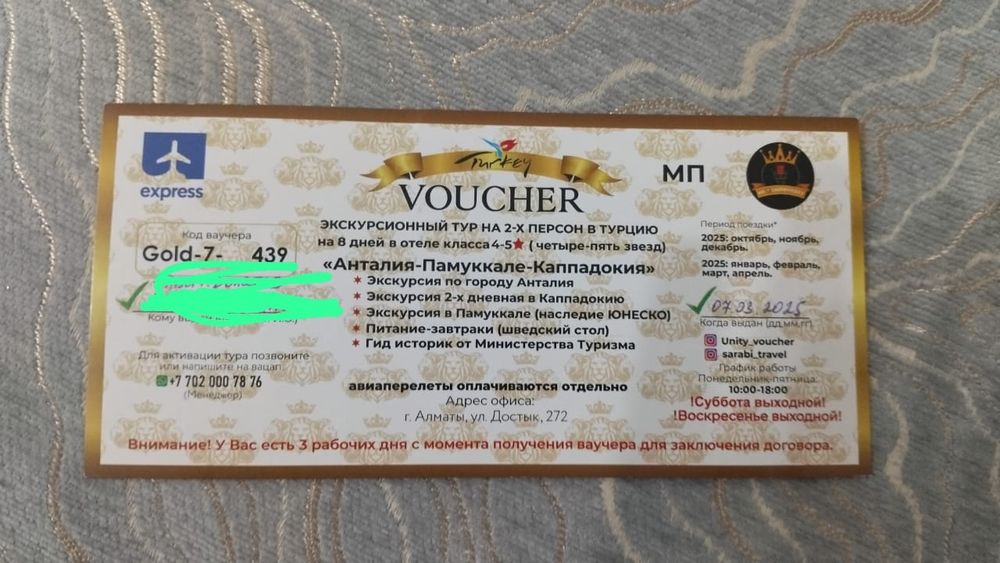 express
Turkey
VOUCHER
МП
ЭКСКУРСИОННЫЙ ТУР НА 2-Х ПЕРСОН В ТУРЦИЮ
на 8 дней в отеле класса 4-5★ ( четыре-пять звезд)
«Анталия-Памуккале-Каппадокия»
Экскурсия по городу Анталия
Экскурсия 2-х дневная в Каппадокию
Экскурсия в Памуккале (наследие ЮНЕСКО)
Питание-завтраки (шведский стол)
Гид историк от Министерства Туризма
Код ваучера
Gold-7- 439
Кому
Для активации тура позвоните
или напишите на вацап.
+7 702 000 78 76
(Менеджер)
авиаперелеты оплачиваются отдельно
Адрес офиса:
г. Алматы, ул. Достык, 272
Период поездки*
2025: октябрь, ноябрь,
декабрь.
2025: январь, февраль,
март, апрель.
07.03.2025
Когда выдан (дд,мм,гг)
Unity_voucher
sarabi_travel
График работы
Понедельник-пятница:
10:00-18:00
!Суббота выходной!
!Воскресенье выходной!
Внимание! У Вас есть 3 рабочих дня с момента получения ваучера для заключения договора.